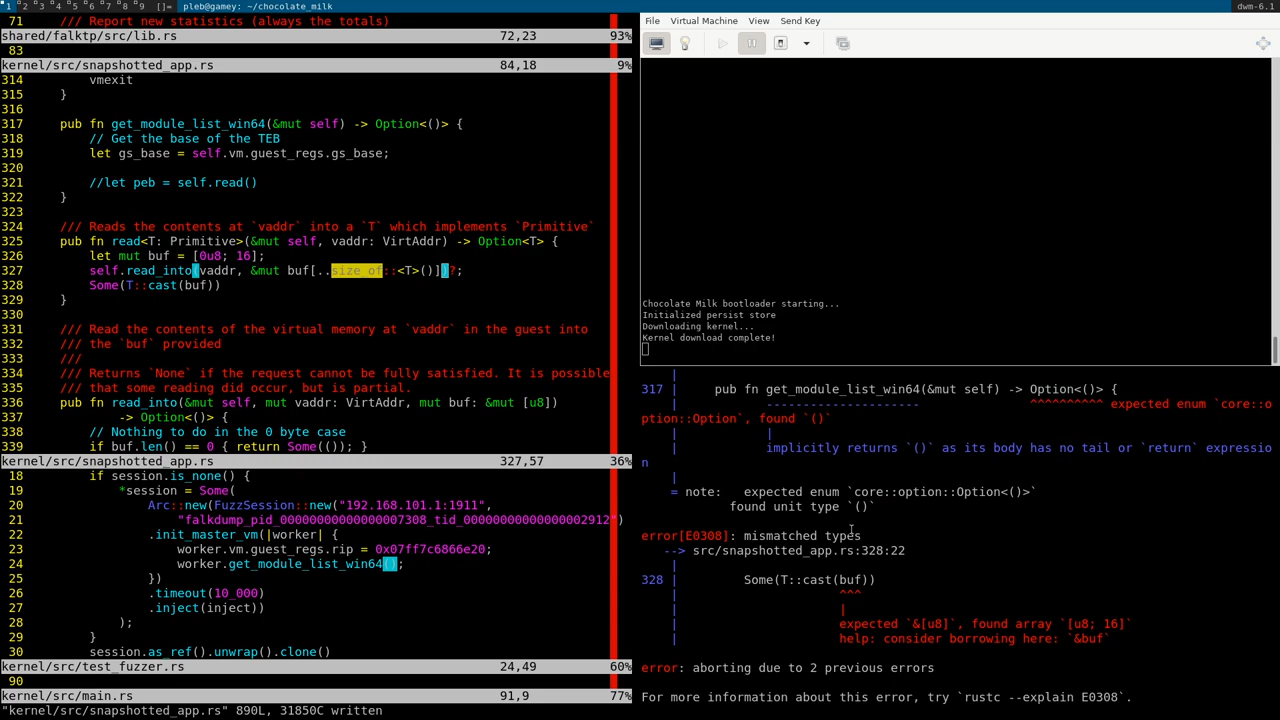 1 2 3 4 5 6 7 8 9 []= pleb@gamey: ~/chocolate_milk dwm-6.1
71 /// Report new statistics (always the totals)
shared/falktp/src/lib.rs 72,23 93%
83
kernel/src/snapshotted_app.rs 84,18 9%
314 vmexit
315 }
316
317 pub fn get_module_list_win64(&mut self) -> Option<()> {
318 // Get the base of the TEB
319 let gs_base = self.vm.guest_regs.gs_base;
320
321 //let peb = self.read()
322 }
323
324 /// Reads the contents at `vaddr` into a `T` which implements `Primitive`
325 pub fn read<T: Primitive>(&mut self, vaddr: VirtAddr) -> Option<T> {
326 let mut buf = [0u8; 16];
327 self.read_into(vaddr, &mut buf[..size_of::<T>()])?;
328 Some(T::cast(buf))
329 }
330
331 /// Read the contents of the virtual memory at `vaddr` in the guest into
332 /// the `buf` provided
333 ///
334 /// Returns `None` if the request cannot be fully satisfied. It is possible
335 /// that some reading did occur, but is partial.
336 pub fn read_into(&mut self, mut vaddr: VirtAddr, mut buf: &mut [u8])
337 -> Option<()> {
338 // Nothing to do in the 0 byte case
339 if buf.len() == 0 { return Some(()); }
kernel/src/snapshotted_app.rs 327,57 36%
18 if session.is_none() {
19 *session = Some(
20 Arc::new(FuzzSession::new("192.168.101.1:1911",
21 "falkdump_pid_00000000000000007308_tid_00000000000000002912")
22 .init_master_vm(|worker| {
23 worker.vm.guest_regs.rip = 0x07ff7c6866e20;
24 worker.get_module_list_win64();
25 })
26 .timeout(10_000)
27 .inject(inject))
28 );
29 }
30 session.as_ref().unwrap().clone()
kernel/src/test_fuzzer.rs 24,49 60%
90
kernel/src/main.rs 91,9 77%
"kernel/src/snapshotted_app.rs" 890L, 31850C written
File Virtual Machine View Send Key
Chocolate Milk bootloader starting...
Initialized persist store
Downloading kernel...
Kernel download complete!
|
317 | pub fn get_module_list_win64(&mut self) -> Option<()> {
| --------------------- ^^^^^^^^^^ expected enum `core::o
ption::Option`, found `()`
| |
| implicitly returns `()` as its body has no tail or `return` expressio
n
|
= note: expected enum `core::option::Option<()>`
found unit type `()`
error[E0308]: mismatched types
--> src/snapshotted_app.rs:328:22
|
328 | Some(T::cast(buf))
| ^^^
| |
| expected `&[u8]`, found array `[u8; 16]`
| help: consider borrowing here: `&buf`
error: aborting due to 2 previous errors
For more information about this error, try `rustc --explain E0308`.